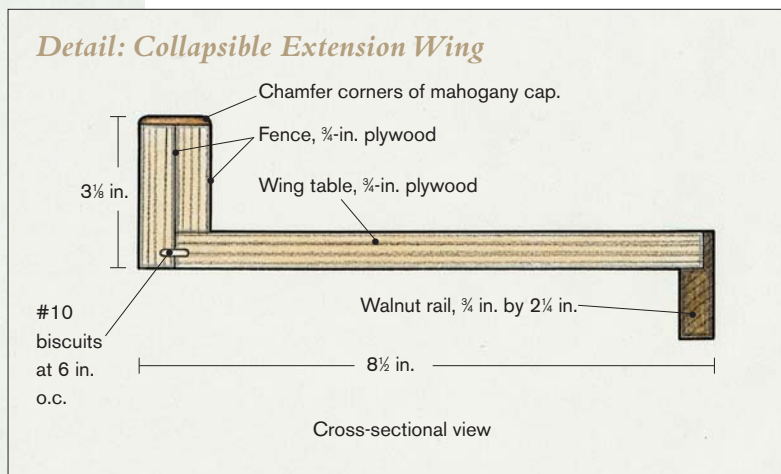 Detail: Collapsible Extension Wing
Chamfer corners of mahogany cap.
Fence, ¾-in. plywood
Wing table, ¾-in. plywood
3⅛ in.
#10
biscuits
at 6 in.
o.c.
Walnut rail, ¾ in. by 2¼ in.
8½ in.
Cross-sectional view